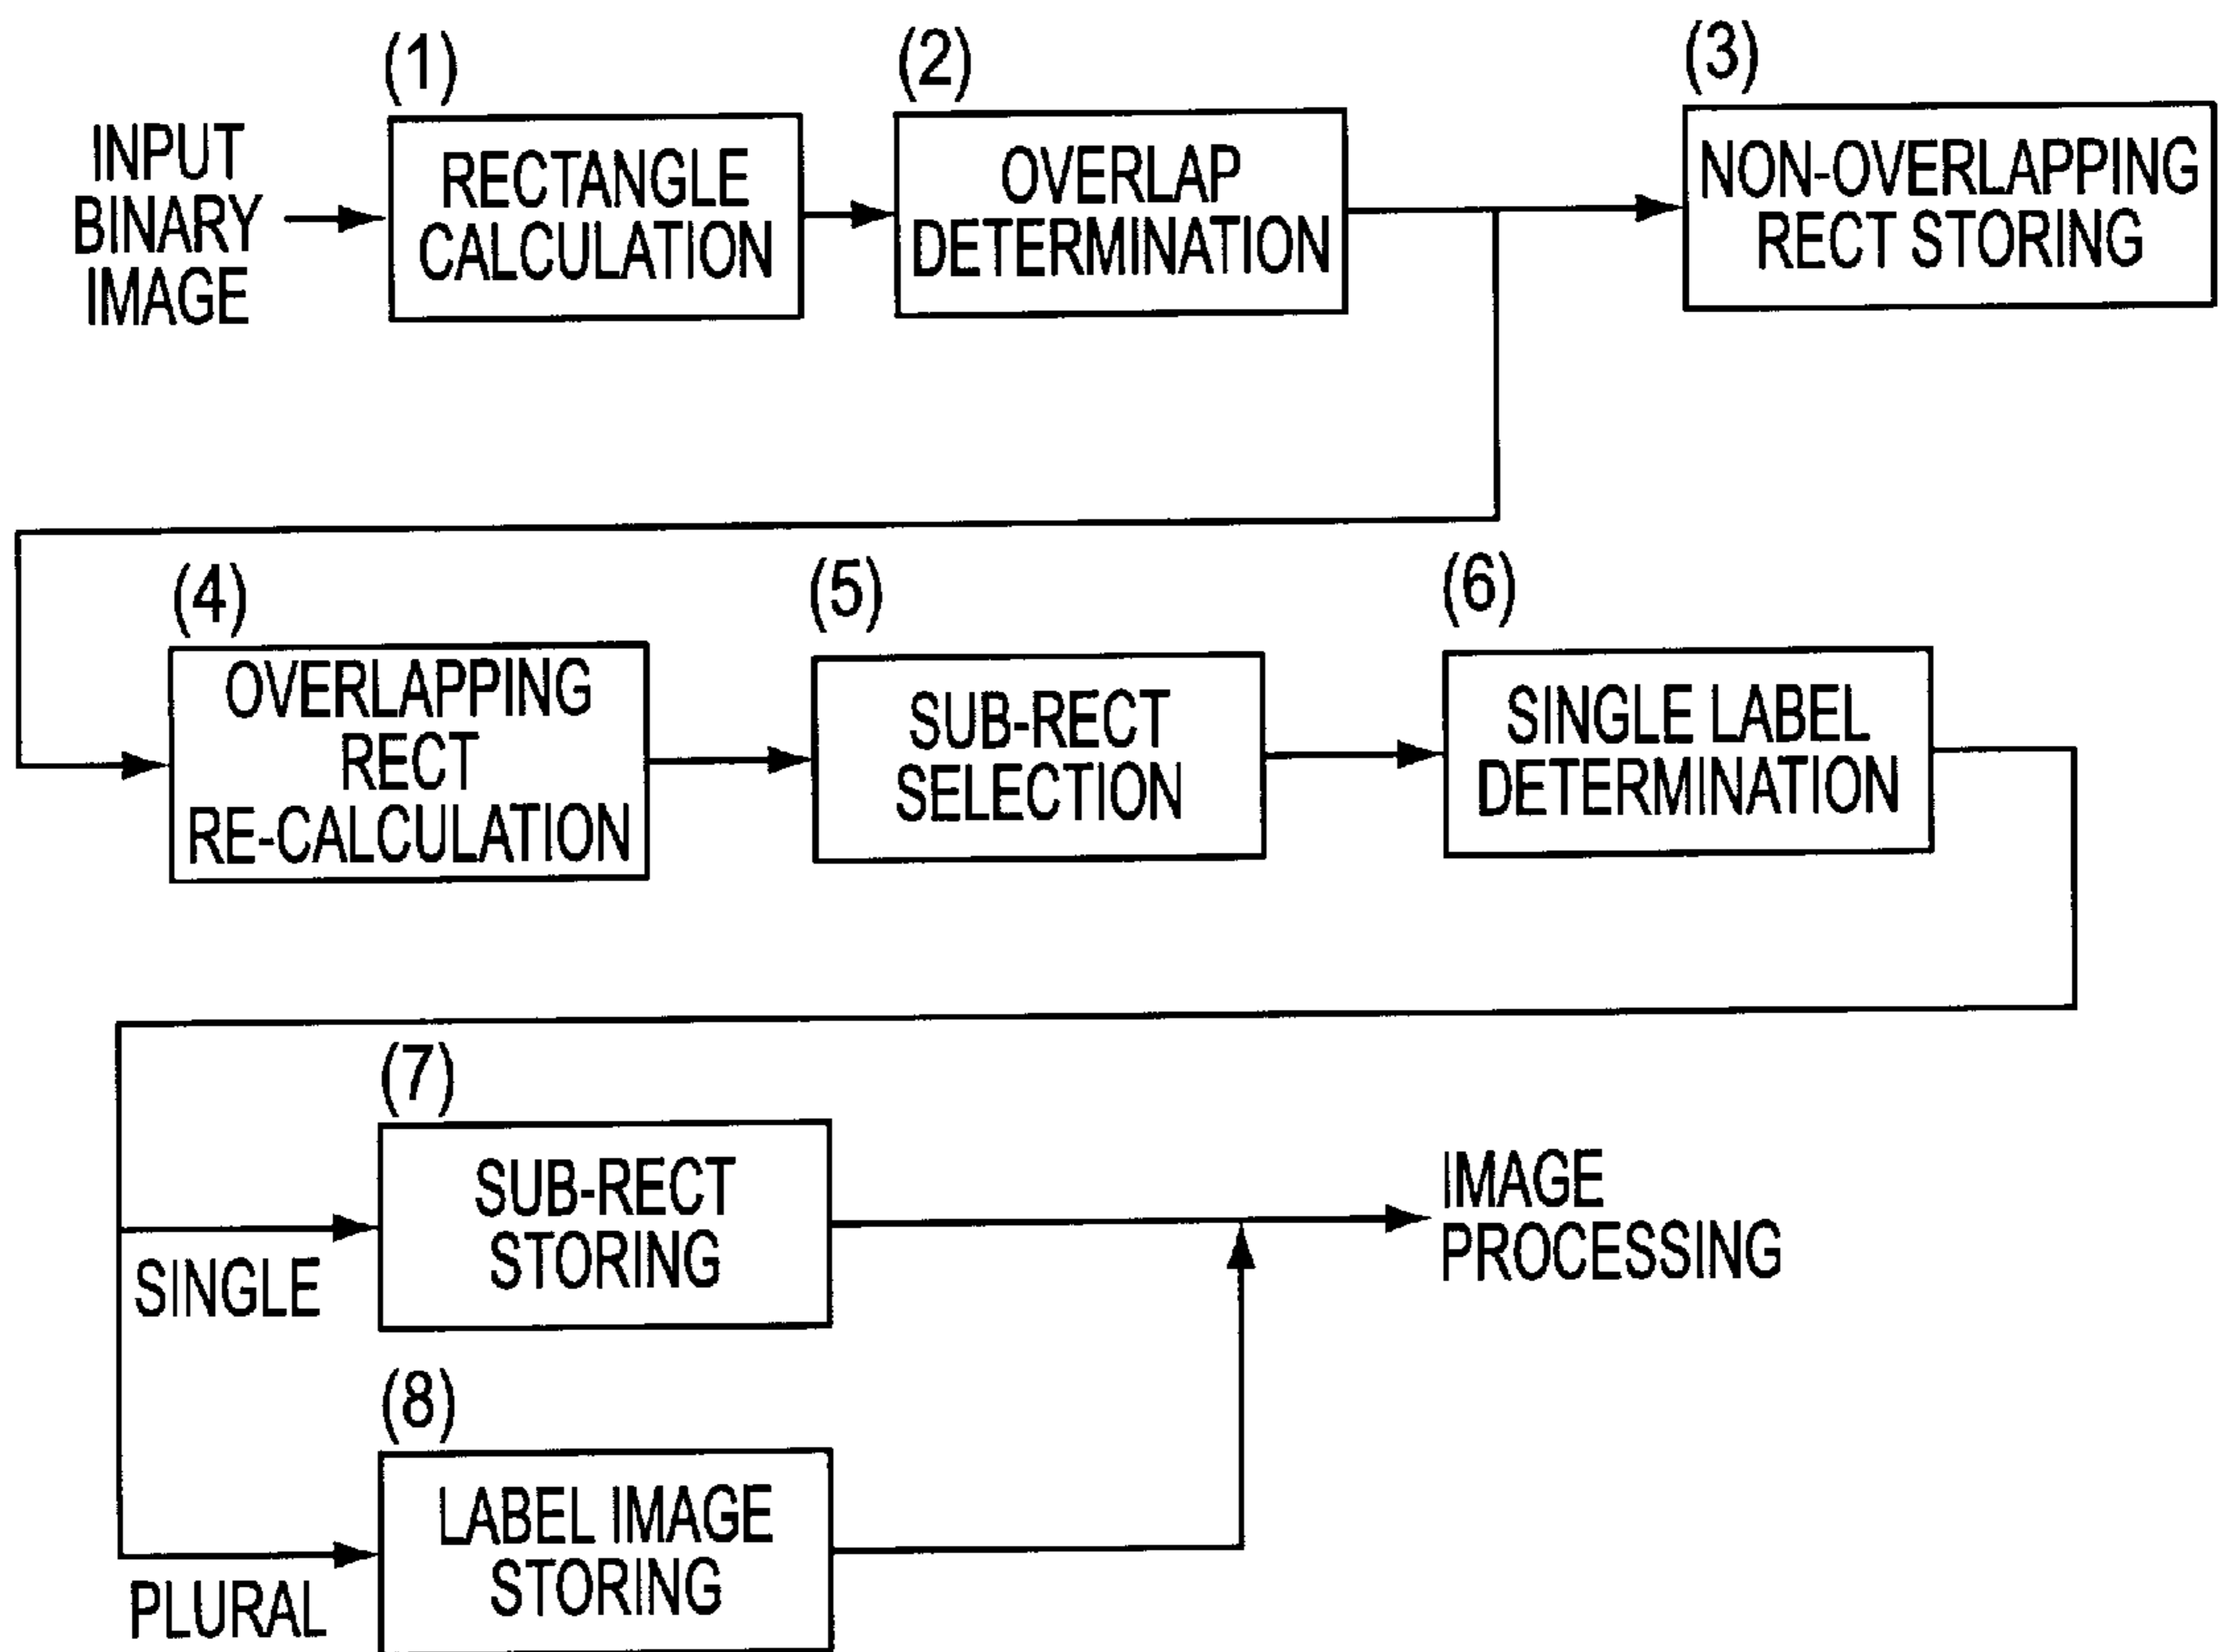 (1)
(2)
(3)
INPUT
BINARY
IMAGE
RECTANGLE
CALCULATION
OVERLAP
DETERMINATION
NON-OVERLAPPING
RECT STORING
(4)
(5)
(6)
OVERLAPPING
RECT
RE-CALCULATION
SUB-RECT
SELECTION
SINGLE LABEL
DETERMINATION
(7)
SUB-RECT
STORING
SINGLE
IMAGE
PROCESSING
(8)
LABEL IMAGE
STORING
PLURAL